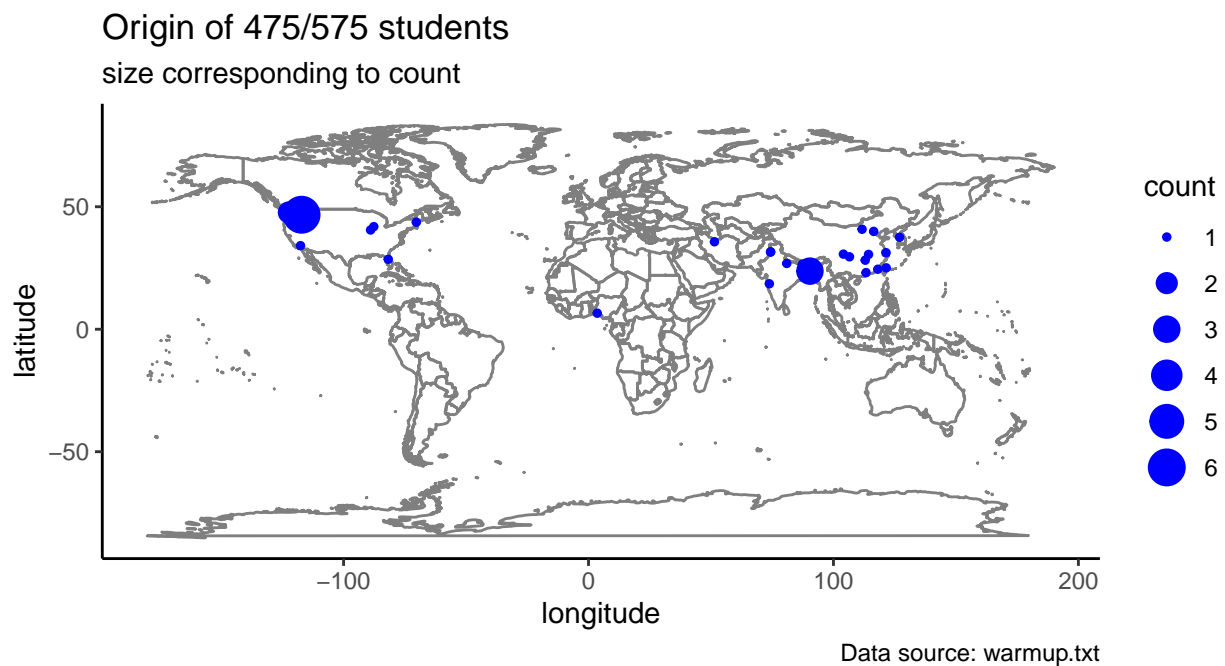 Origin of 475/575 students
size corresponding to count
50
0
−50
latitude
−100
0
100
200
longitude
count
1
2
3
4
5
6
Data source: warmup.txt